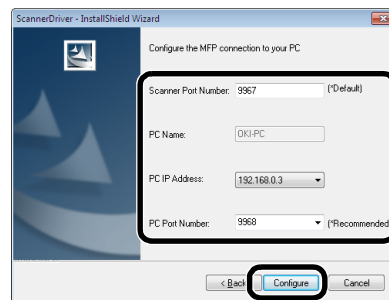 ScannerDriver - InstallShield Wizard
Configure the MFP connection to your PC
Scanner Port Number: 9967 (*Default)
PC Name: OKI-PC
PC IP Address: 192.168.0.3
PC Port Number: 9968 (*Recommended
< Back Configure Cancel